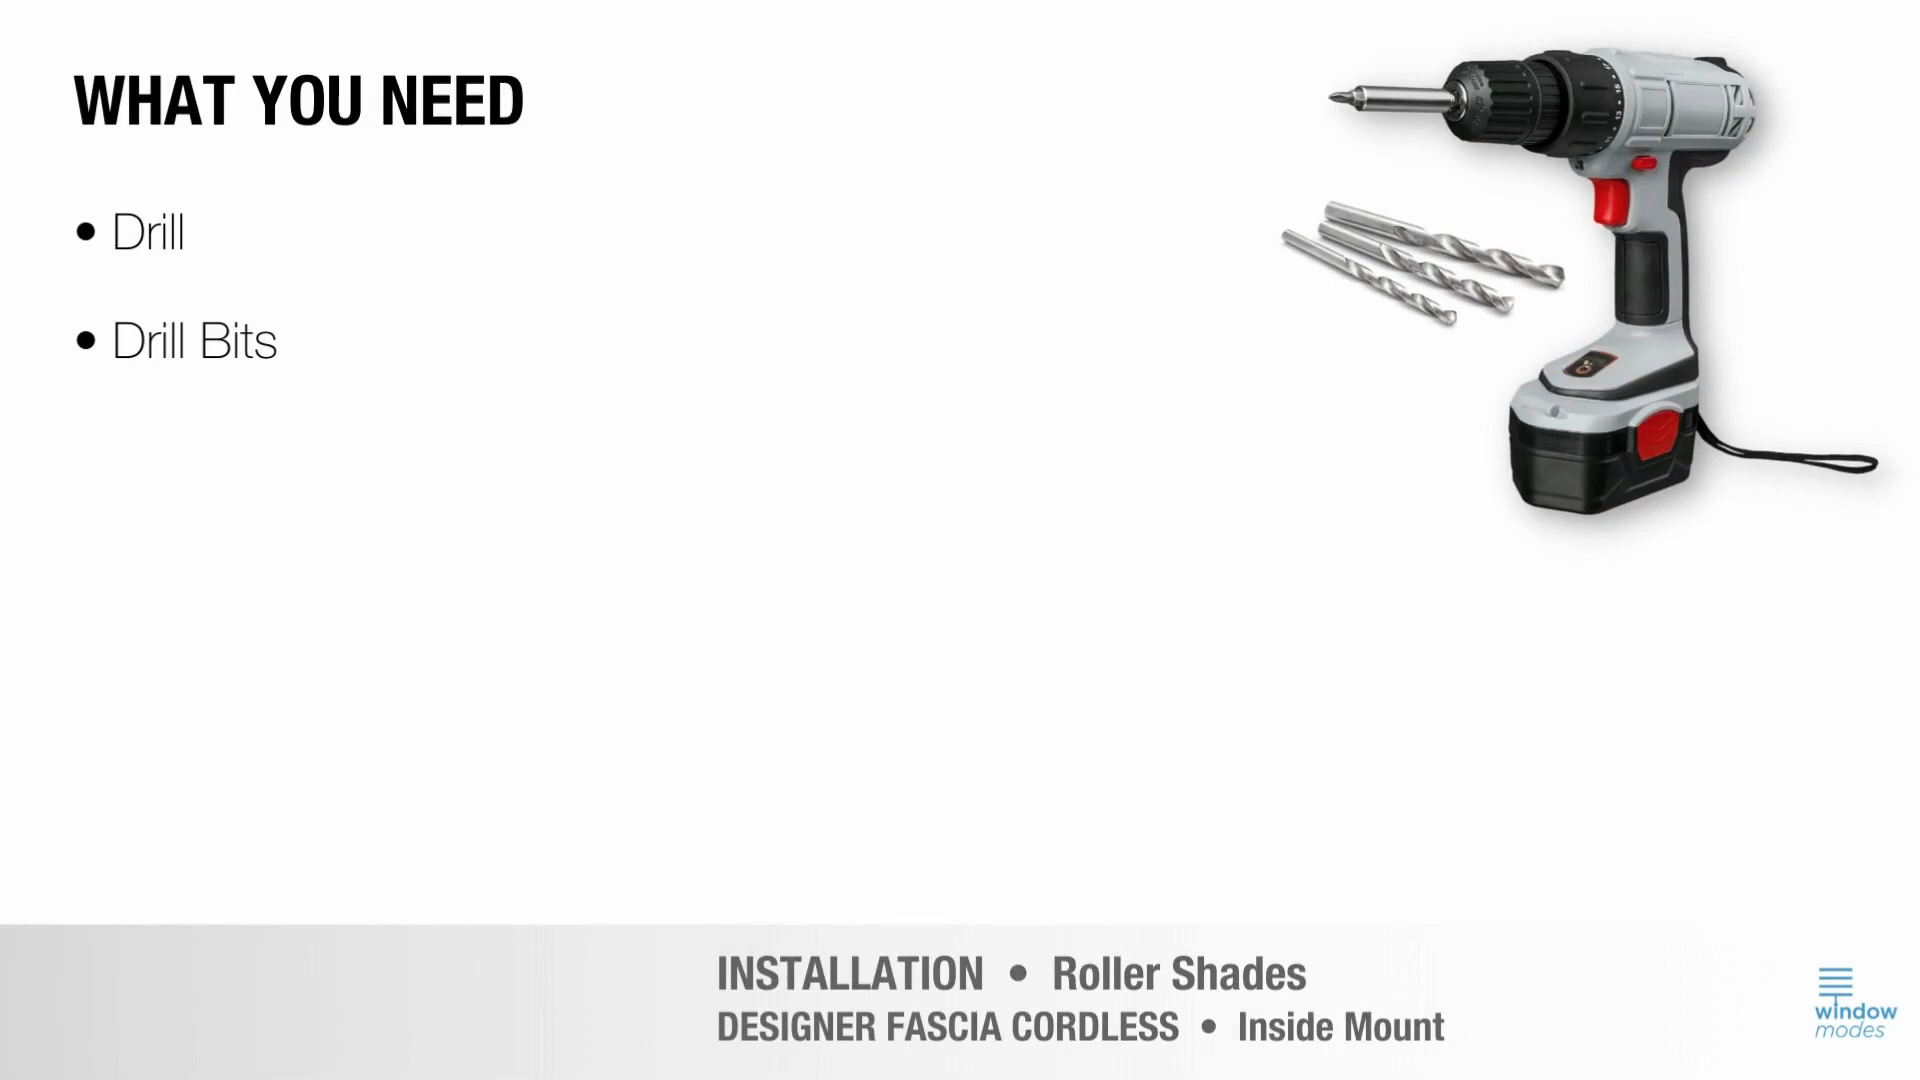 WHAT YOU NEED
• Drill
• Drill Bits
INSTALLATION • Roller Shades
DESIGNER FASCIA CORDLESS • Inside Mount
window
modes